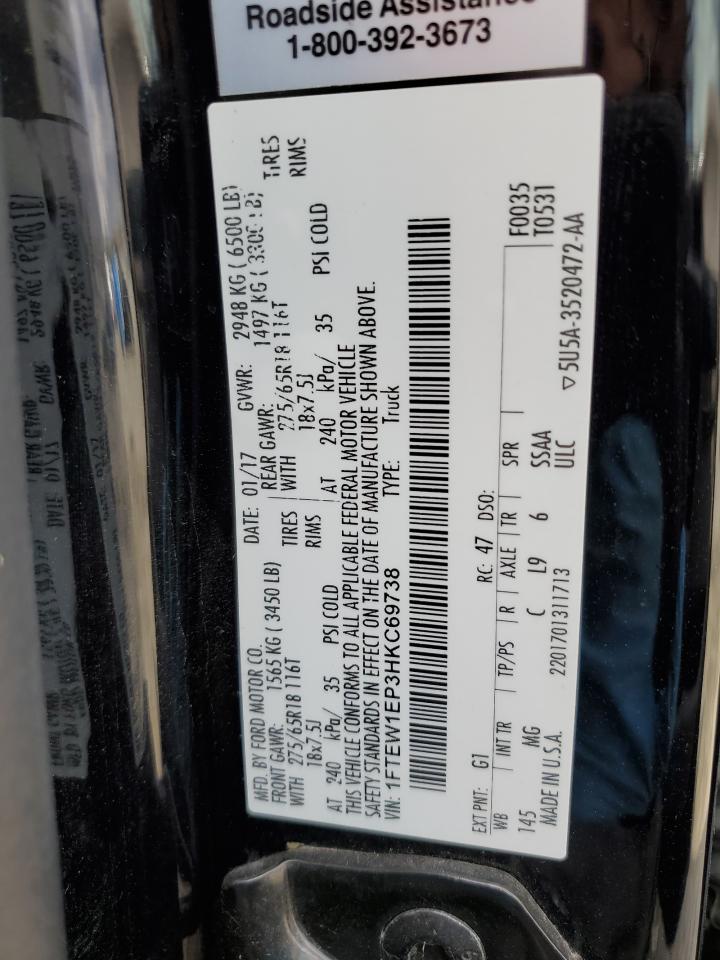 Roadside Assistance
1-800-392-3673
MFD. BY FORD MOTOR CO. DATE: 01/17 GVWR: 2948 KG ( 6500 LB)
FRONT GAWR: 1565 KG ( 3450 LB) REAR GAWR: 1497 KG ( 3300 LB)
WITH 275/65R18 116T TIRES WITH 275/65R18 116T TIRES
18x7.5J RIMS 18x7.5J RIMS
AT 240 kPa/ 35 PSI COLD AT 240 kPa/ 35 PSI COLD
THIS VEHICLE CONFORMS TO ALL APPLICABLE FEDERAL MOTOR VEHICLE
SAFETY STANDARDS IN EFFECT ON THE DATE OF MANUFACTURE SHOWN ABOVE.
VIN: 1FTEW1EP3HKC69738 TYPE: Truck
EXT PNT: G1 RC: 47 DSO: F0035
WB INT TR TP/PS R AXLE TR SPR T0531
145 MG C L9 6 SSAA
MADE IN U.S.A. 2201701311713 ULC ▽5U5A-3520472-AA